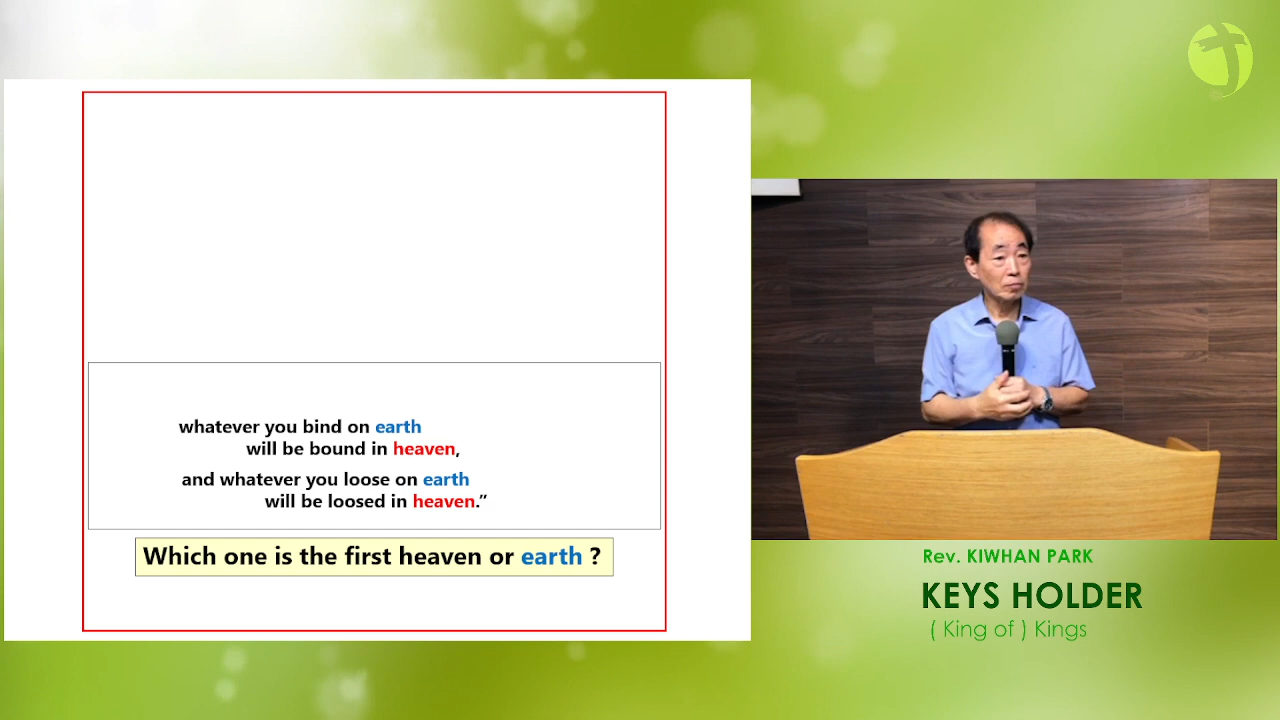 whatever you bind on earth
will be bound in heaven,
and whatever you loose on earth
will be loosed in heaven.”
Which one is the first heaven or earth ?
Rev. KIWHAN PARK
KEYS HOLDER
( King of ) Kings